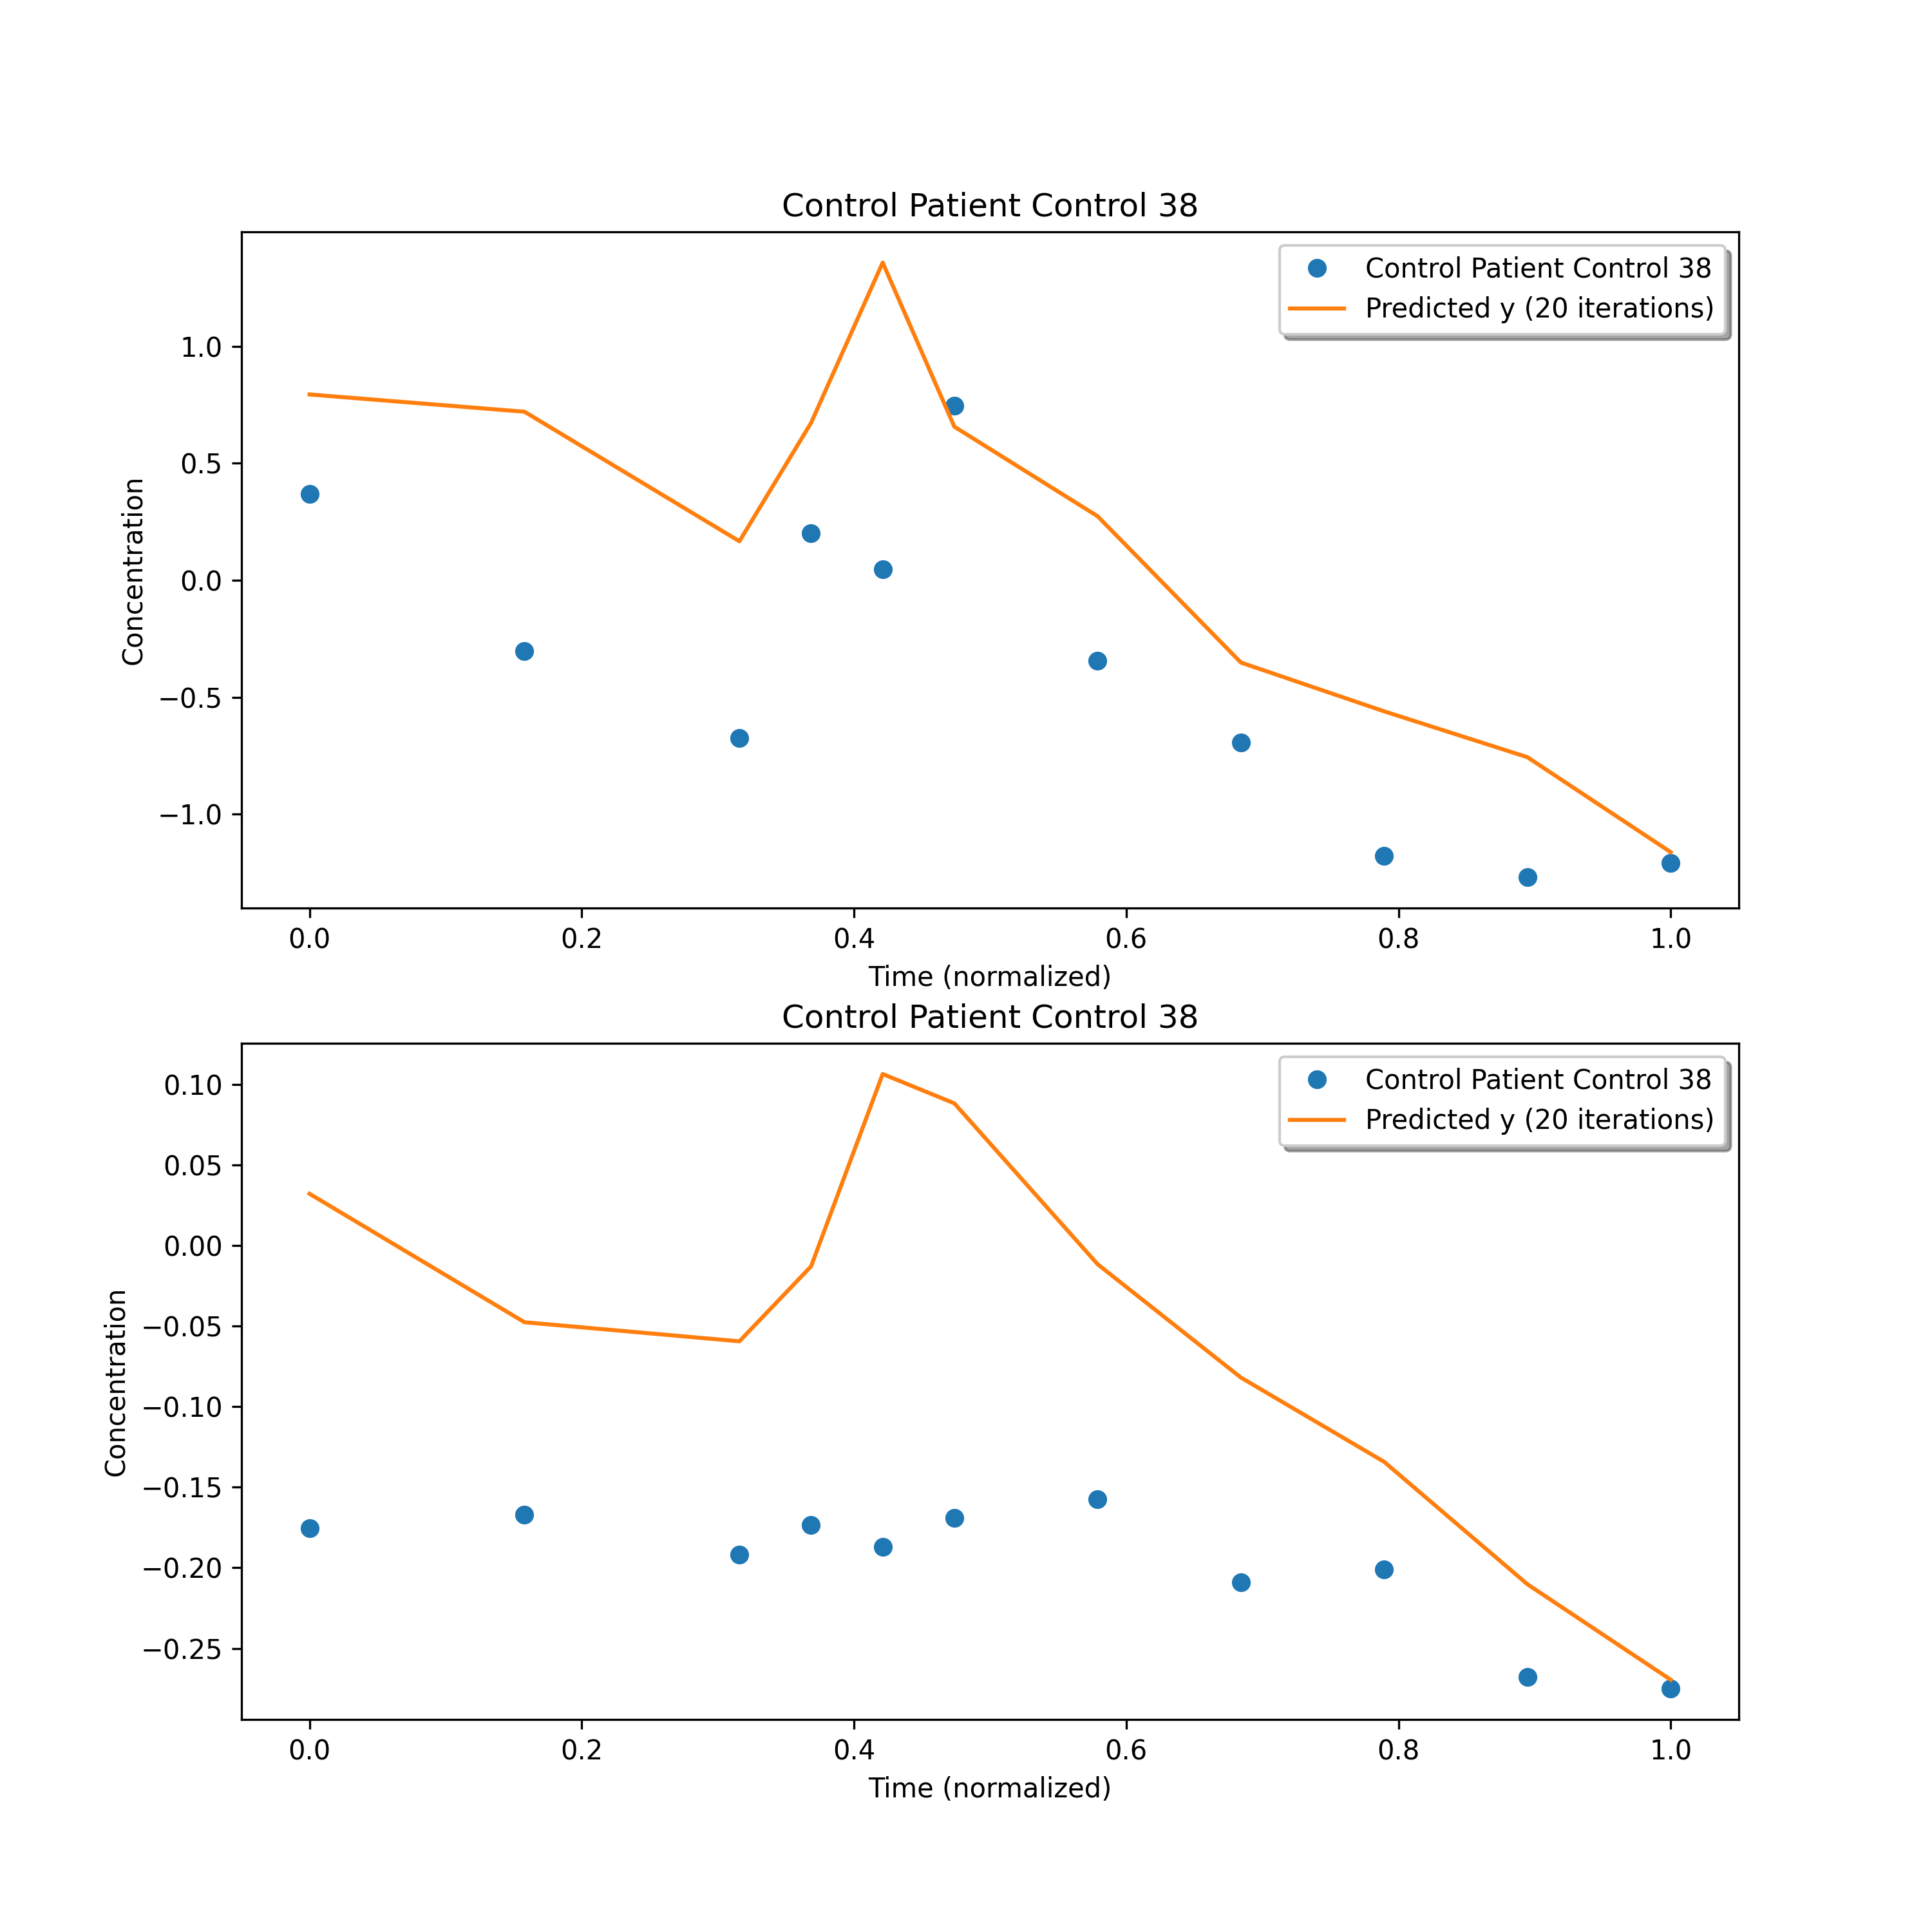 Control Patient Control 38
Control Patient Control 38
Predicted y (20 iterations)
1.0
0.5
0.0
−0.5
−1.0
Concentration
0.0 0.2 0.4 0.6 0.8 1.0
Time (normalized)
Control Patient Control 38
Control Patient Control 38
Predicted y (20 iterations)
0.10
0.05
0.00
−0.05
−0.10
−0.15
−0.20
−0.25
Concentration
0.0 0.2 0.4 0.6 0.8 1.0
Time (normalized)